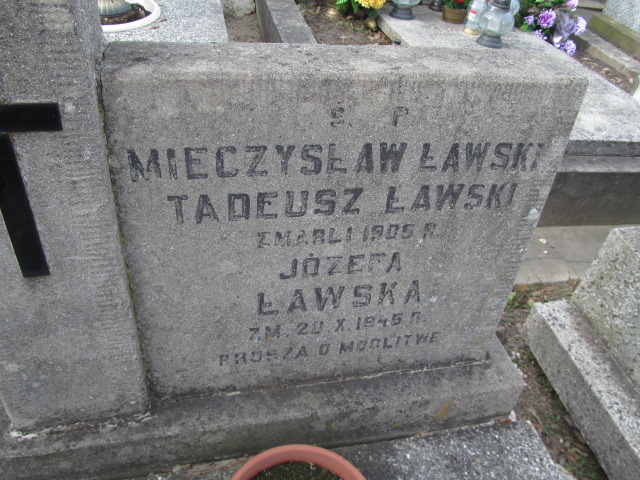 Ś. P.
MIECZYSŁAW ŁAWSKI
TADEUSZ ŁAWSKI
ZMARLI 1905 R.
JÓZEFA
ŁAWSKA
ZM. 20 X. 1945 R.
PROSZĄ O MODLITWĘ